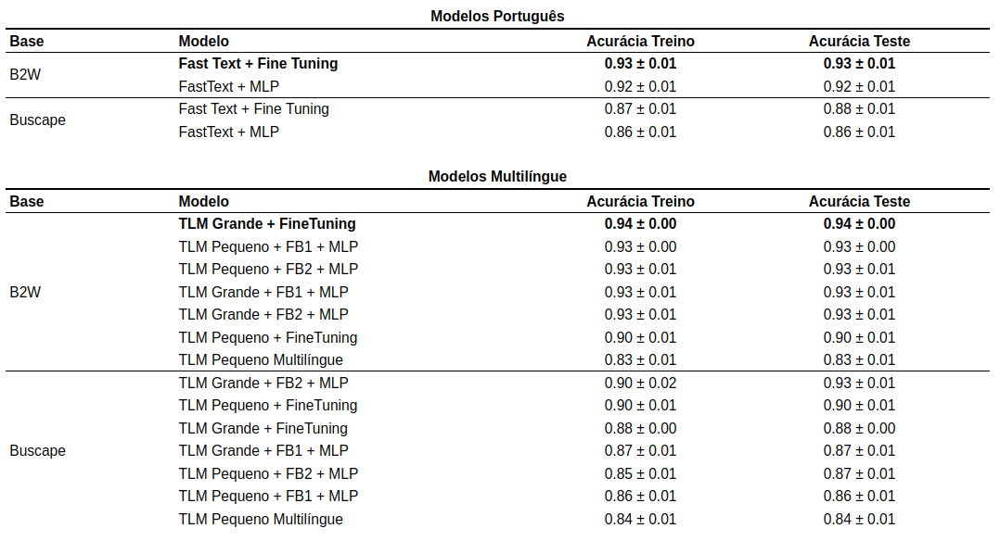 Modelos Português
Base Modelo Acurácia Treino Acurácia Teste
B2W
Fast Text + Fine Tuning 0.93 ± 0.01 0.93 ± 0.01
FastText + MLP 0.92 ± 0.01 0.92 ± 0.01
Buscape
Fast Text + Fine Tuning 0.87 ± 0.01 0.88 ± 0.01
FastText + MLP 0.86 ± 0.01 0.86 ± 0.01
Modelos Multilíngue
Base Modelo Acurácia Treino Acurácia Teste
B2W
TLM Grande + FineTuning 0.94 ± 0.00 0.94 ± 0.00
TLM Pequeno + FB1 + MLP 0.93 ± 0.00 0.93 ± 0.00
TLM Pequeno + FB2 + MLP 0.93 ± 0.01 0.93 ± 0.01
TLM Grande + FB1 + MLP 0.93 ± 0.01 0.93 ± 0.01
TLM Grande + FB2 + MLP 0.93 ± 0.01 0.93 ± 0.01
TLM Pequeno + FineTuning 0.90 ± 0.01 0.90 ± 0.01
TLM Pequeno Multilíngue 0.83 ± 0.01 0.83 ± 0.01
Buscape
TLM Grande + FB2 + MLP 0.90 ± 0.02 0.93 ± 0.01
TLM Pequeno + FineTuning 0.90 ± 0.01 0.90 ± 0.01
TLM Grande + FineTuning 0.88 ± 0.00 0.88 ± 0.00
TLM Grande + FB1 + MLP 0.87 ± 0.01 0.87 ± 0.01
TLM Pequeno + FB2 + MLP 0.85 ± 0.01 0.87 ± 0.01
TLM Pequeno + FB1 + MLP 0.86 ± 0.01 0.86 ± 0.01
TLM Pequeno Multilíngue 0.84 ± 0.01 0.84 ± 0.01